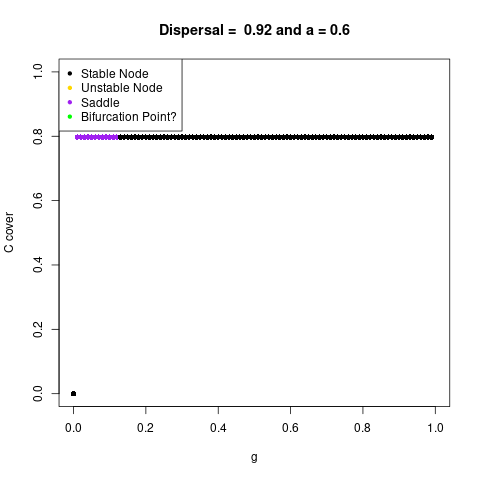 Dispersal =  0.92 and a = 0.6
Stable Node
Unstable Node
Saddle
Bifurcation Point?
C cover
1.0
0.8
0.6
0.4
0.2
0.0
0.0 0.2 0.4 0.6 0.8 1.0
g